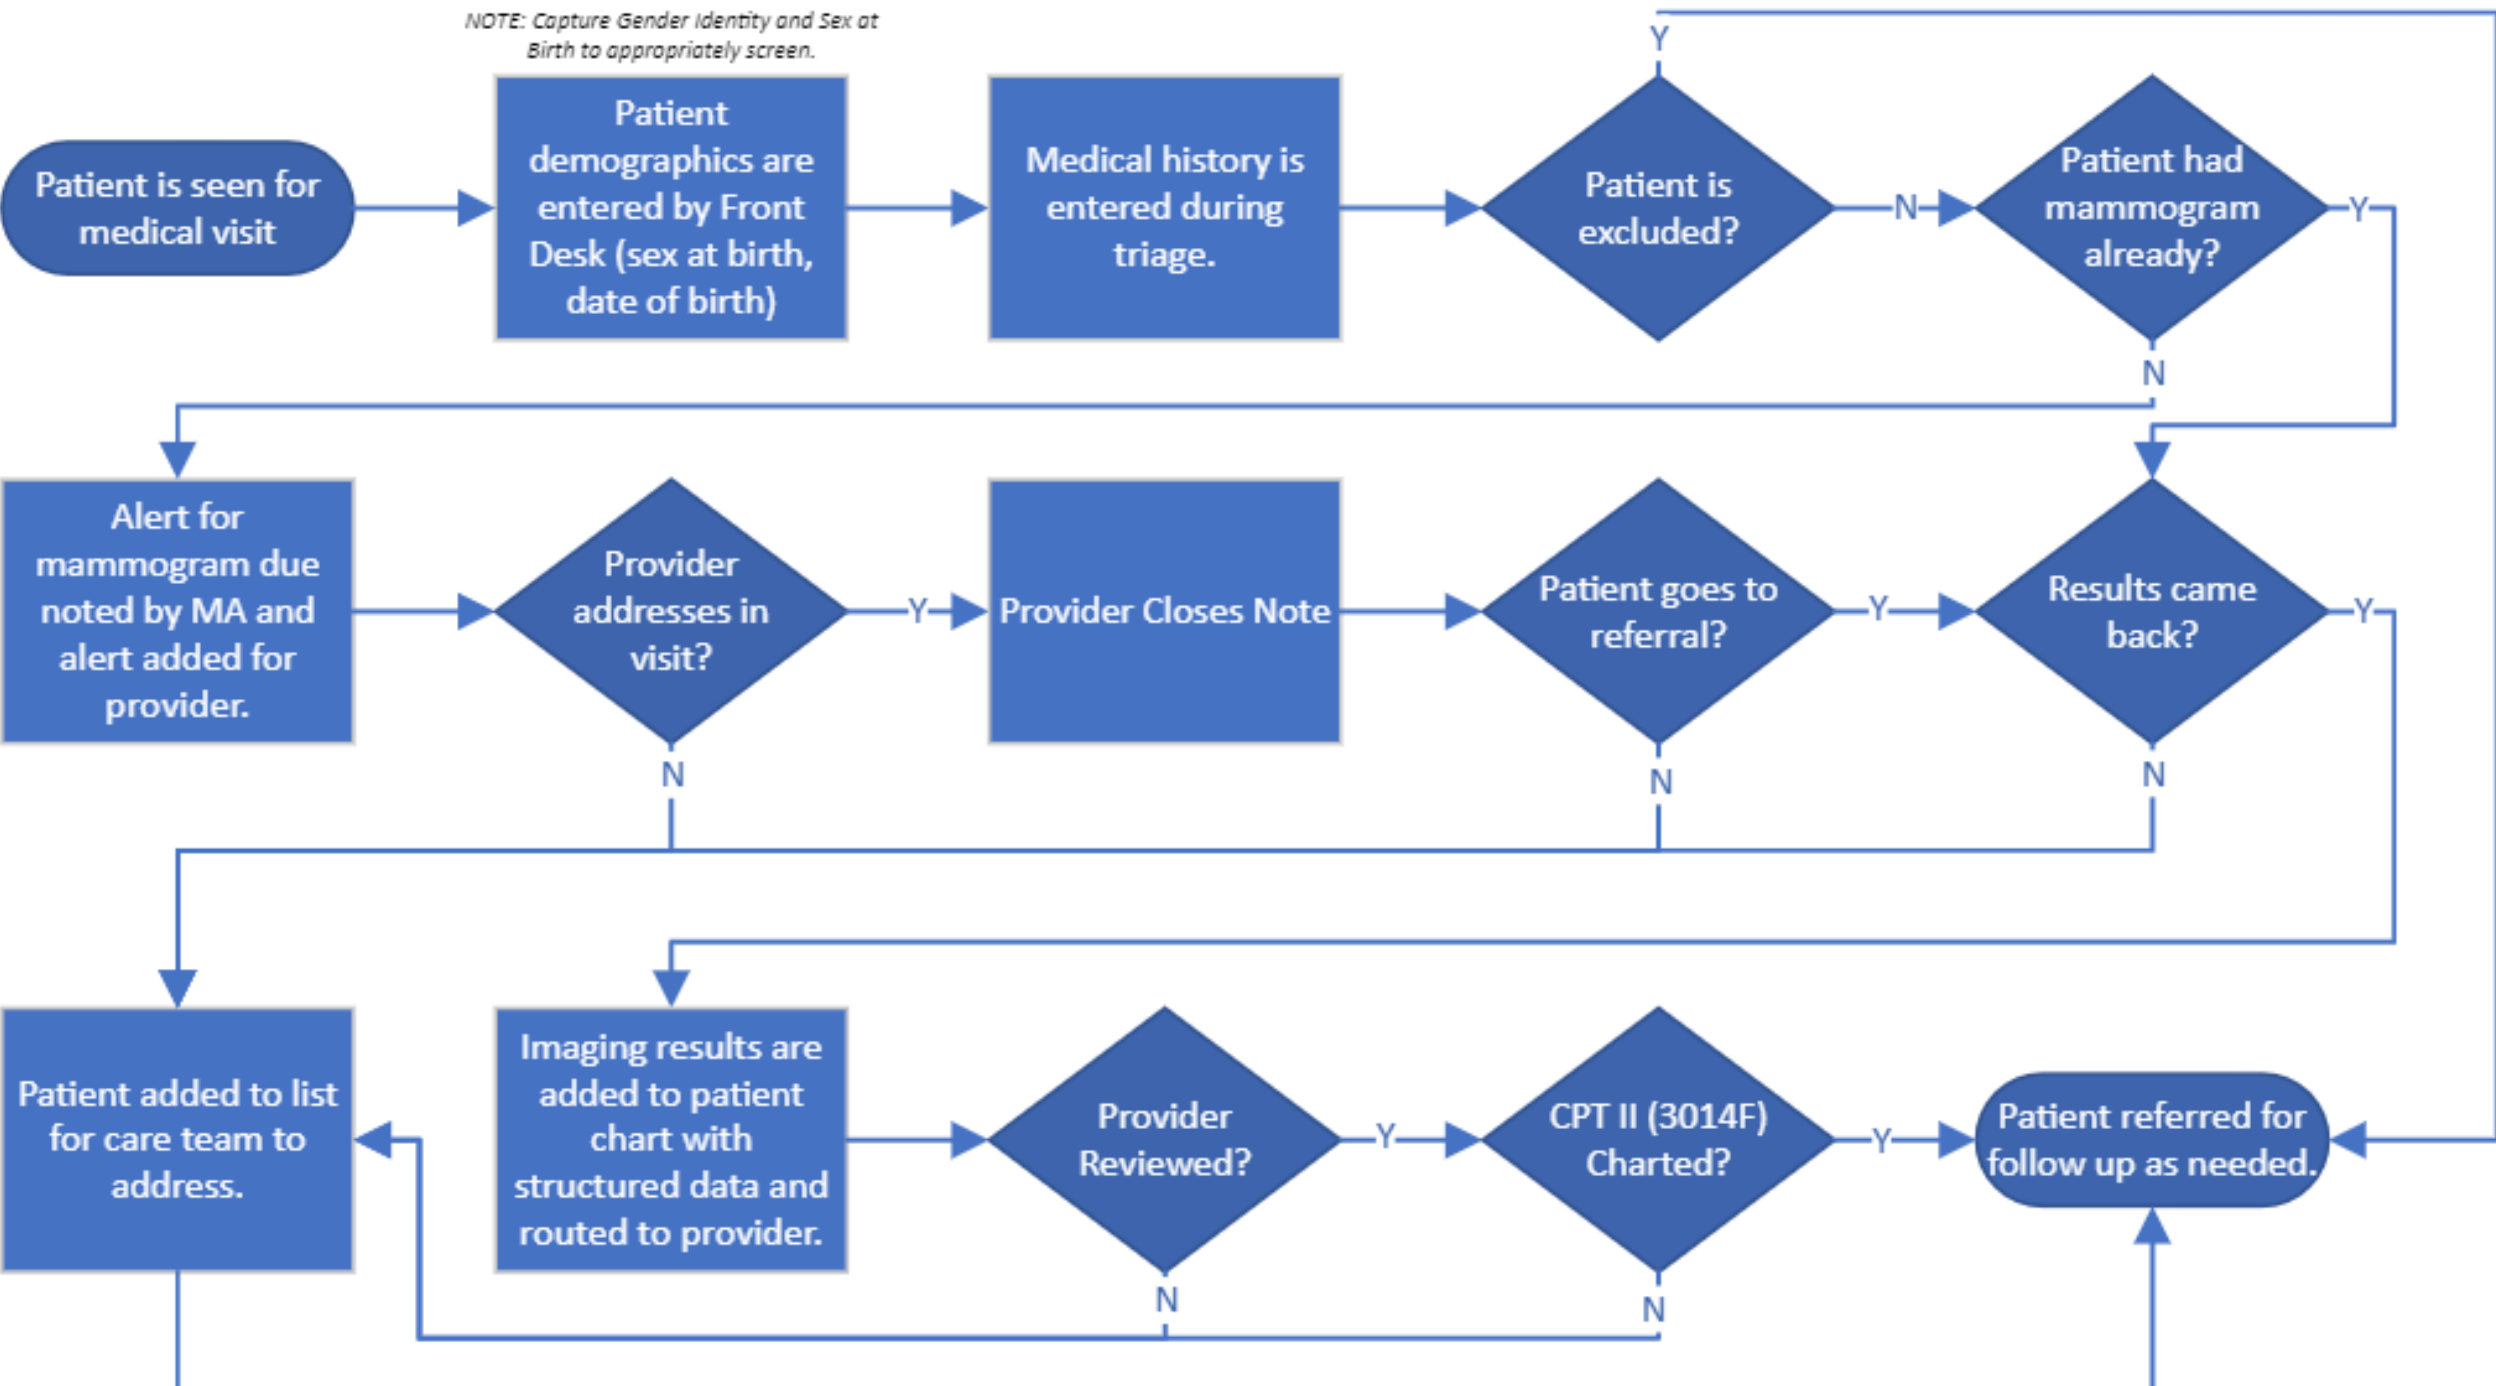 NOTE: Capture Gender Identity and Sex at
Birth to appropriately screen.
Patient is seen for
medical visit
Patient
demographics are
entered by Front
Desk (sex at birth,
date of birth)
Medical history is
entered during
triage.
Y
Patient is
excluded?
N
Patient had
mammogram
already?
Y
N
Alert for
mammogram due
noted by MA and
alert added for
provider.
Provider
addresses in
visit?
Y
N
Provider Closes Note
Patient goes to
referral?
Y
N
Results came
back?
Y
N
Patient added to list
for care team to
address.
Imaging results are
added to patient
chart with
structured data and
routed to provider.
Provider
Reviewed?
Y
N
CPT II (3014F)
Charted?
Y
N
Patient referred for
follow up as needed.